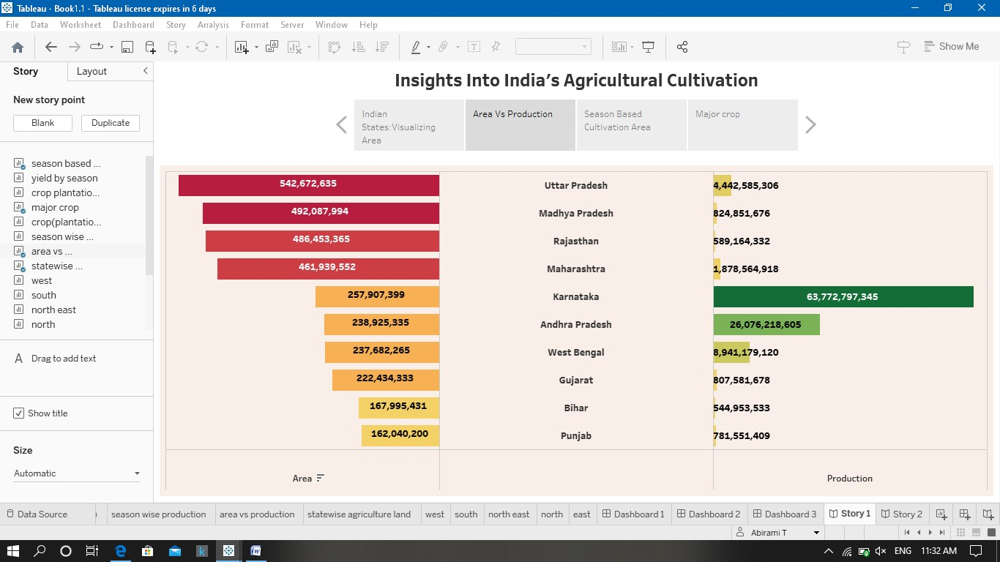 Tableau - Book1.1 - Tableau license expires in 6 days
File Data Worksheet Dashboard Story Analysis Format Server Window Help
Show Me
Story Layout
New story point
Blank Duplicate
season based ...
yield by season
crop plantatio...
major crop
crop(plantatio...
season wise ...
area vs ...
statewise ...
west
south
north east
north
A Drag to add text
Show title
Size
Automatic
Insights Into India's Agricultural Cultivation
Indian
States:Visualizing
Area
Area Vs Production
Season Based
Cultivation Area
Major crop
542,672,635 Uttar Pradesh 4,442,585,306
492,087,994 Madhya Pradesh 824,851,676
486,453,365 Rajasthan 589,164,332
461,939,552 Maharashtra 1,878,564,918
257,907,399 Karnataka 63,772,797,345
238,925,335 Andhra Pradesh 26,076,218,605
237,682,265 West Bengal 8,941,179,120
222,434,333 Gujarat 807,581,678
167,995,431 Bihar 544,953,533
162,040,200 Punjab 781,551,409
Area Production
Data Source season wise production area vs production statewise agriculture land west south north east north east Dashboard 1 Dashboard 2 Dashboard 3 Story 1 Story 2
Abirami T
ENG 11:32 AM